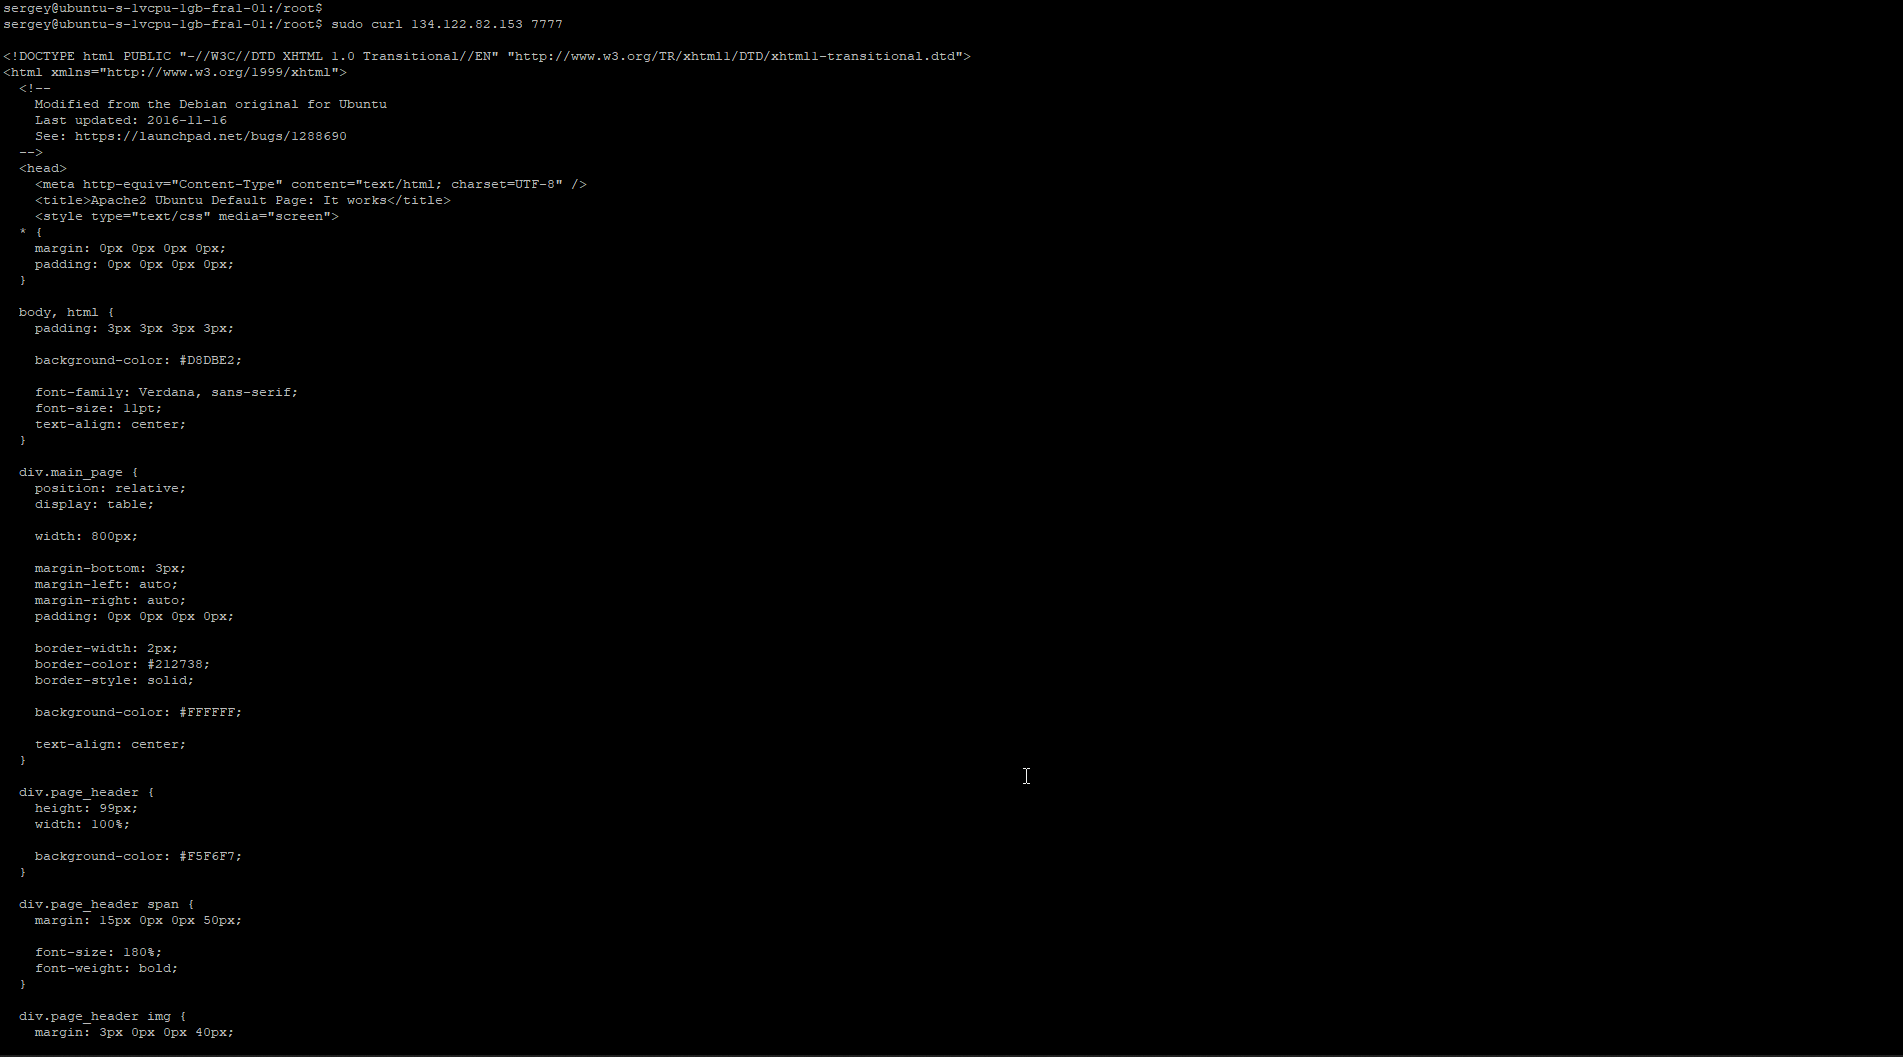 sergey@ubuntu-s-1vcpu-1gb-fra1-01:/root$
sergey@ubuntu-s-1vcpu-1gb-fra1-01:/root$ sudo curl 134.122.82.153 7777
<!DOCTYPE html PUBLIC "-//W3C//DTD XHTML 1.0 Transitional//EN" "http://www.w3.org/TR/xhtml1/DTD/xhtml1-transitional.dtd">
<html xmlns="http://www.w3.org/1999/xhtml">
<!--
Modified from the Debian original for Ubuntu
Last updated: 2016-11-16
See: https://launchpad.net/bugs/1288690
-->
<head>
<meta http-equiv="Content-Type" content="text/html; charset=UTF-8" />
<title>Apache2 Ubuntu Default Page: It works</title>
<style type="text/css" media="screen">
* {
margin: 0px 0px 0px 0px;
padding: 0px 0px 0px 0px;
}
body, html {
padding: 3px 3px 3px 3px;
background-color: #D8DBE2;
font-family: Verdana, sans-serif;
font-size: 11pt;
text-align: center;
}
div.main_page {
position: relative;
display: table;
width: 800px;
margin-bottom: 3px;
margin-left: auto;
margin-right: auto;
padding: 0px 0px 0px 0px;
border-width: 2px;
border-color: #212738;
border-style: solid;
background-color: #FFFFFF;
text-align: center;
}
div.page_header {
height: 99px;
width: 100%;
background-color: #F5F6F7;
}
div.page_header span {
margin: 15px 0px 0px 50px;
font-size: 180%;
font-weight: bold;
}
div.page_header img {
margin: 3px 0px 0px 40px;